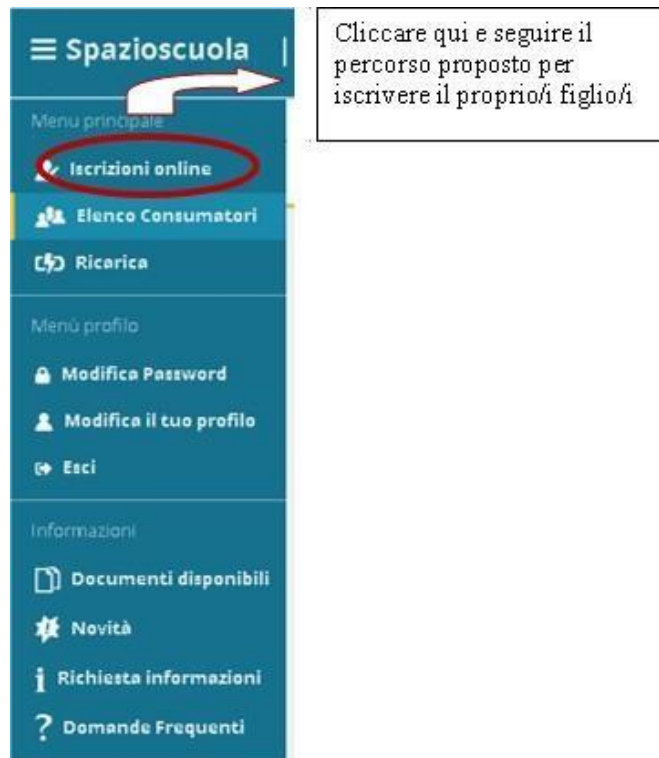 Spazioscuola
Cliccare qui e seguire il
percorso proposto per
iscrivere il proprio/i figlio/i
Menu principale
Iscrizioni online
Elenco Consumatori
Ricarica
Menù profilo
Modifica Password
Modifica il tuo profilo
Esci
Informazioni
Documenti disponibili
Novità
Richiesta informazioni
Domande Frequenti